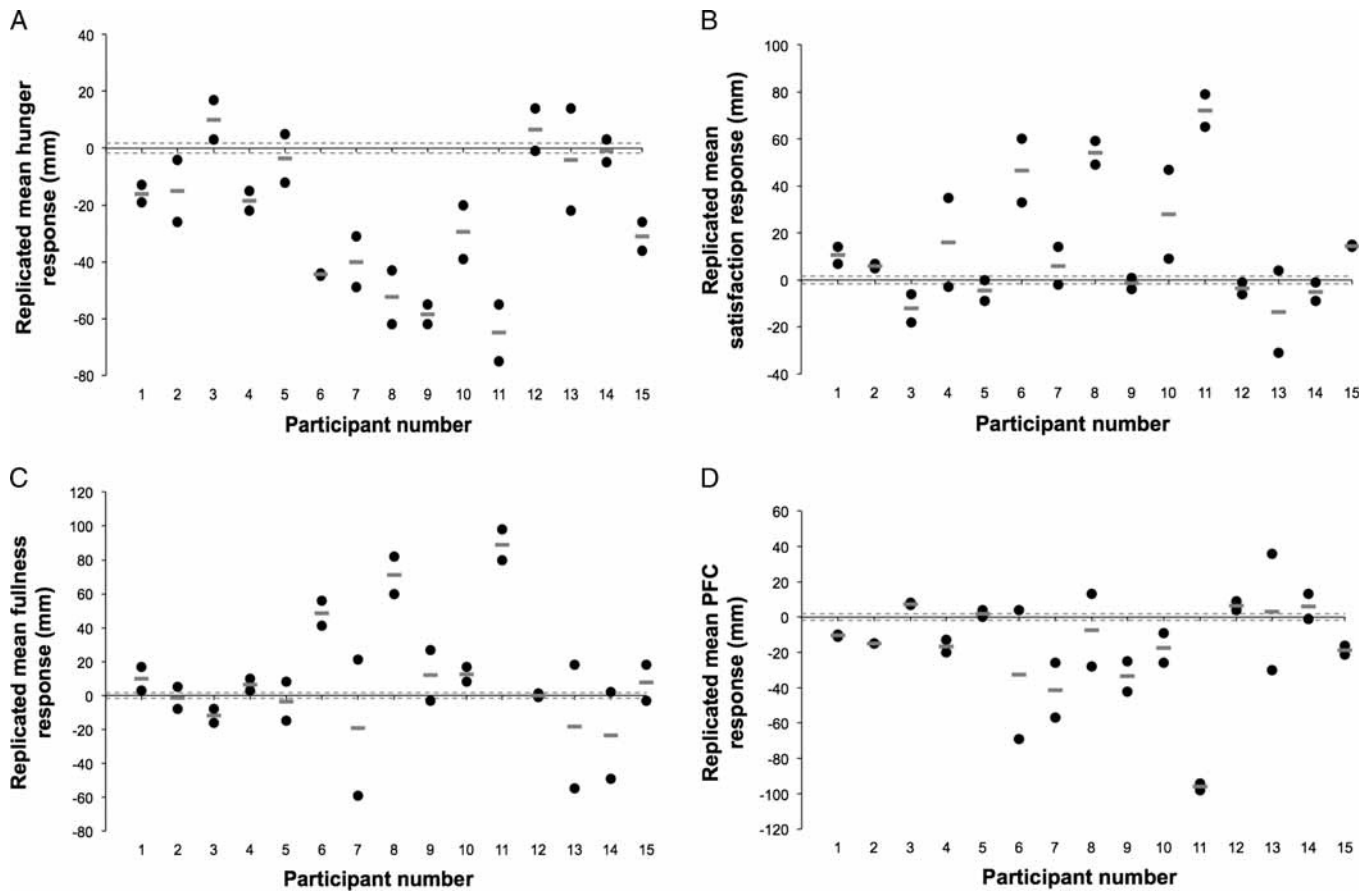 A
Replicated mean hunger
response (mm)
40
20
0
-20
-40
-60
-80
1 2 3 4 5 6 7 8 9 10 11 12 13 14 15
Participant number
B
Replicated mean
satisfaction response (mm)
100
80
60
40
20
0
-20
-40
1 2 3 4 5 6 7 8 9 10 11 12 13 14 15
Participant number
C
Replicated mean fullness
response (mm)
120
100
80
60
40
20
0
-20
-40
-60
-80
1 2 3 4 5 6 7 8 9 10 11 12 13 14 15
Participant number
D
Replicated mean PFC
response (mm)
60
40
20
0
-20
-40
-60
-80
-100
-120
1 2 3 4 5 6 7 8 9 10 11 12 13 14 15
Participant number